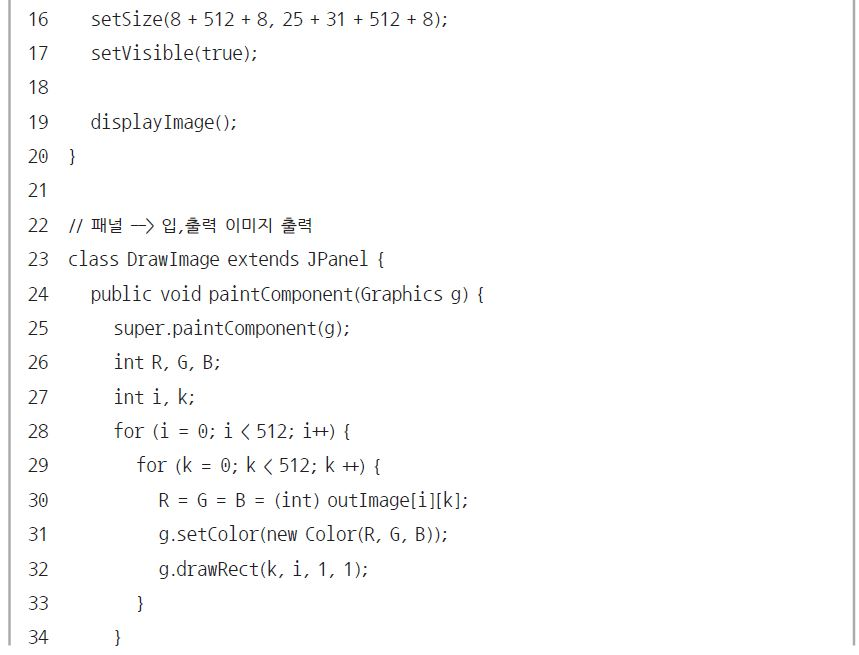 16 setSize(8 + 512 + 8, 25 + 31 + 512 + 8);
17 setVisible(true);
18
19 displayImage();
20 }
21
22 // 패널 —> 입,출력 이미지 출력
23 class DrawImage extends JPanel {
24 public void paintComponent(Graphics g) {
25 super.paintComponent(g);
26 int R, G, B;
27 int i, k;
28 for (i = 0; i < 512; i++) {
29 for (k = 0; k < 512; k ++) {
30 R = G = B = (int) outImage[i][k];
31 g.setColor(new Color(R, G, B));
32 g.drawRect(k, i, 1, 1);
33 }
34 }